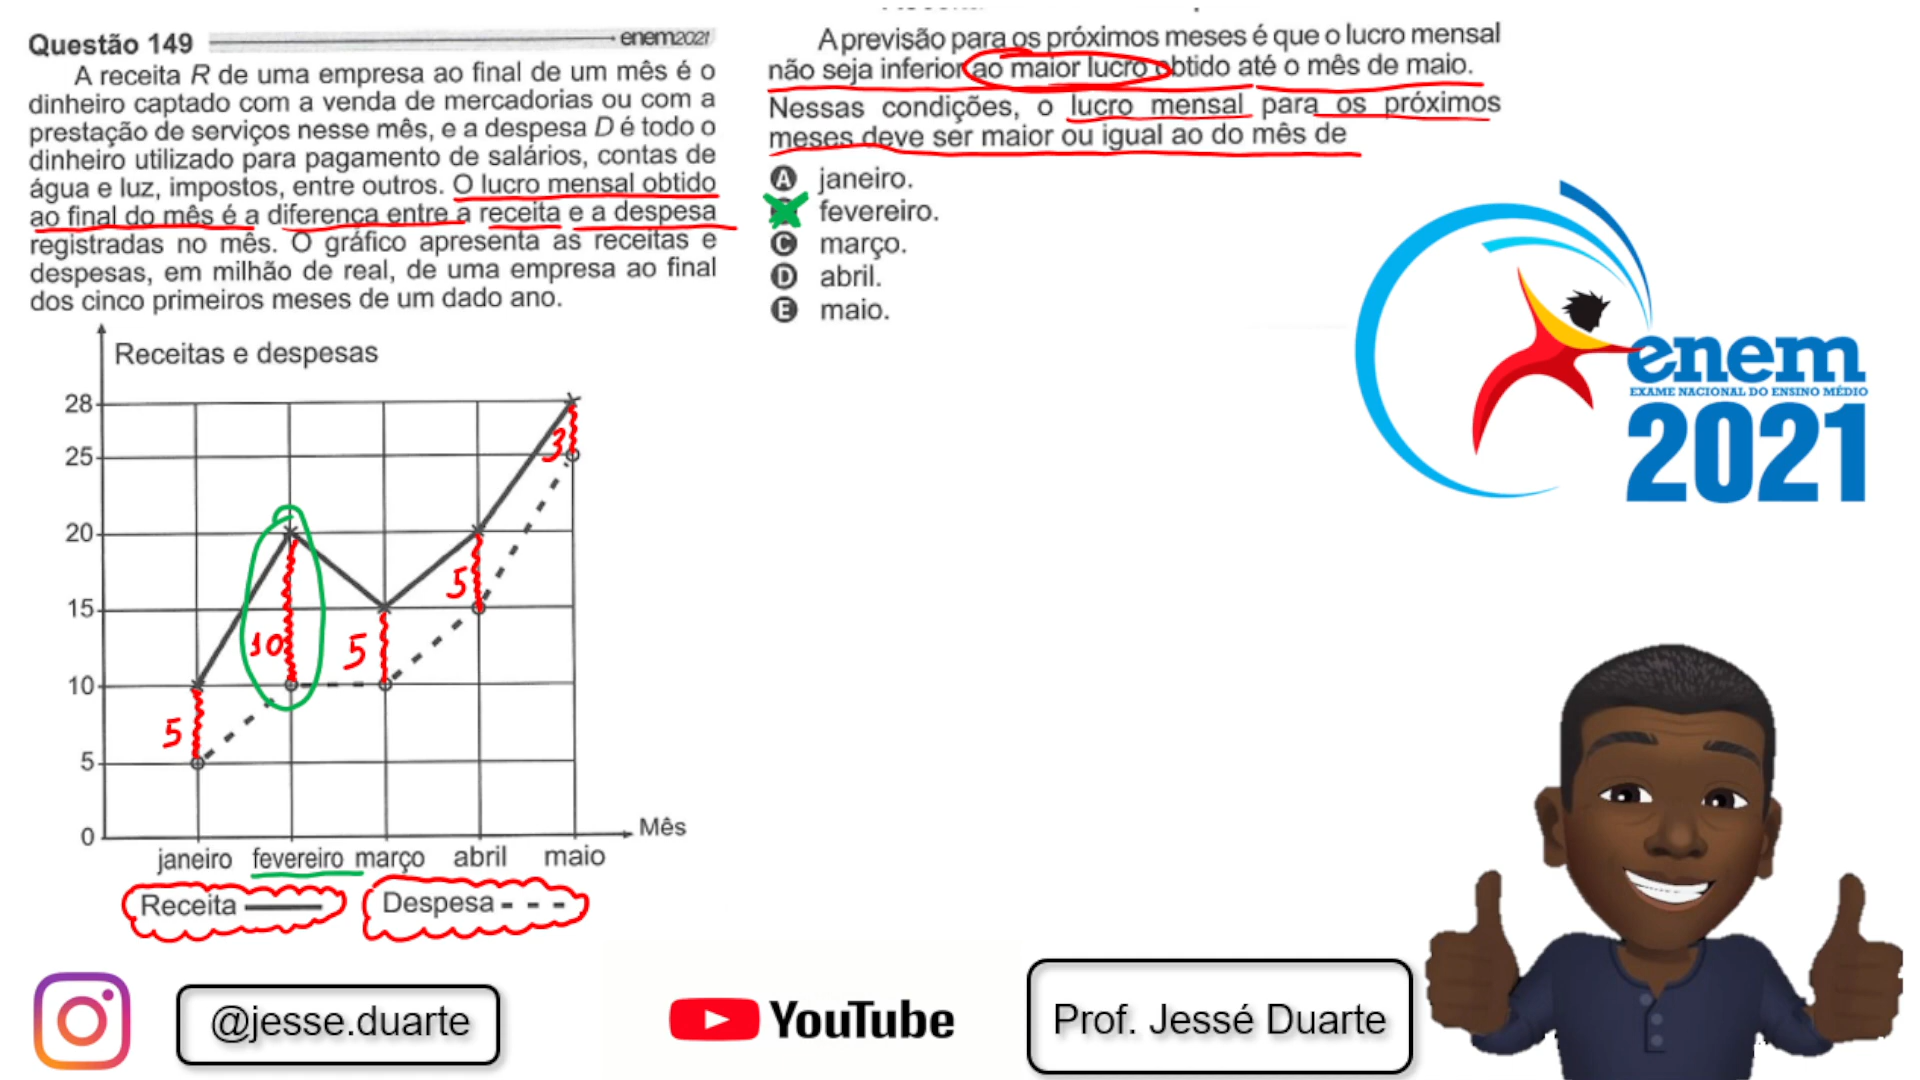 Questão 149
enem2021
A receita R de uma empresa ao final de um mês é o
dinheiro captado com a venda de mercadorias ou com a
prestação de serviços nesse mês, e a despesa D é todo o
dinheiro utilizado para pagamento de salários, contas de
água e luz, impostos, entre outros. O lucro mensal obtido
ao final do mês é a diferença entre a receita e a despesa
registradas no mês. O gráfico apresenta as receitas e
despesas, em milhão de real, de uma empresa ao final
dos cinco primeiros meses de um dado ano.
Receitas e despesas
28
25
20
15
10
5
0
3
5
10
5
5
Mês
janeiro fevereiro março abril maio
Receita
Despesa
A previsão para os próximos meses é que o lucro mensal
não seja inferior ao maior lucro obtido até o mês de maio.
Nessas condições, o lucro mensal para os próximos
meses deve ser maior ou igual ao do mês de
A janeiro.
fevereiro.
C março.
D abril.
E maio.
enem
EXAME NACIONAL DO ENSINO MÉDIO
2021
@jesse.duarte
YouTube
Prof. Jessé Duarte